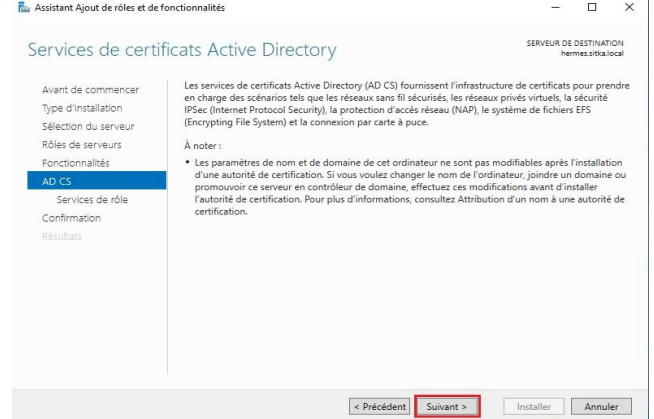 Assistant Ajout de rôles et de fonctionnalités
Services de certificats Active Directory
SERVEUR DE DESTINATION
hermes.sitka.local
Avant de commencer
Type d'installation
Sélection du serveur
Rôles de serveurs
Fonctionnalités
AD CS
Services de rôle
Confirmation
Résultats
Les services de certificats Active Directory (AD CS) fournissent l'infrastructure de certificats pour prendre
en charge des scénarios tels que les réseaux sans fil sécurisés, les réseaux privés virtuels, la sécurité
IPSec (Internet Protocol Security), la protection d'accès réseau (NAP), le système de fichiers EFS
(Encrypting File System) et la connexion par carte à puce.
À noter :
• Les paramètres de nom et de domaine de cet ordinateur ne sont pas modifiables après l'installation
d'une autorité de certification. Si vous voulez changer le nom de l'ordinateur, joindre un domaine ou
promouvoir ce serveur en contrôleur de domaine, effectuez ces modifications avant d'installer
l'autorité de certification. Pour plus d'informations, consultez Attribution d'un nom à une autorité de
certification.
< Précédent
Suivant >
Installer
Annuler